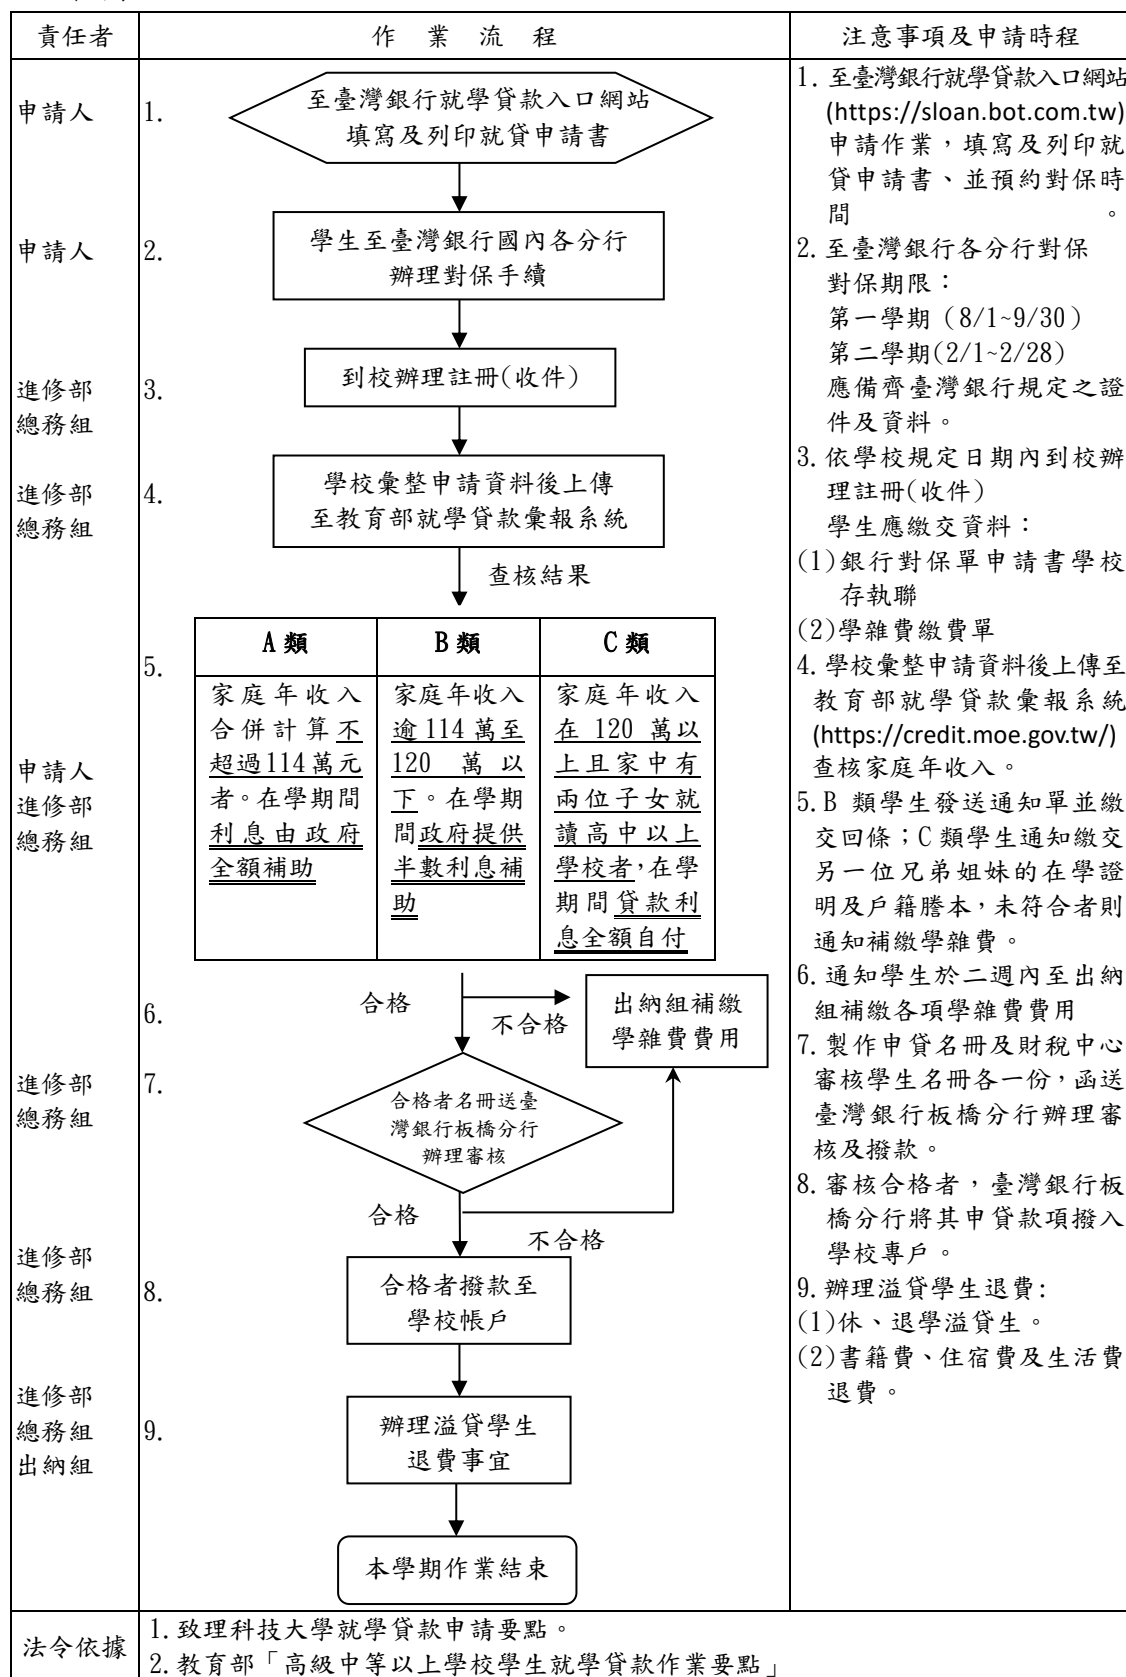 責任者
作業流程
注意事項及申請時程
申請人
1.
至臺灣銀行就學貸款入口網站
填寫及列印就貸申請書
申請人
2.
學生至臺灣銀行國內各分行
辦理對保手續
進修部
總務組
3.
到校辦理註冊(收件)
進修部
總務組
4.
學校彙整申請資料後上傳
至教育部就學貸款彙報系統
查核結果
申請人
進修部
總務組
5.
A類
家庭年收入
合併計算不
超過114萬元
者。在學期間
利息由政府
全額補助
B類
家庭年收入
逾114萬至
120萬以
下。在學期
間政府提供
半數利息補
助
C類
家庭年收入
在120萬以
上且家中有
兩位子女就
讀高中以上
學校者,在學
期間貸款利
息全額自付
6.
合格
不合格
出納組補繳
學雜費費用
進修部
總務組
7.
合格者名冊送臺
灣銀行板橋分行
辦理審核
合格
不合格
進修部
總務組
8.
合格者撥款至
學校帳戶
進修部
總務組
出納組
9.
辦理溢貸學生
退費事宜
本學期作業結束
1.至臺灣銀行就學貸款入口網站
(https://sloan.bot.com.tw)
申請作業,填寫及列印就
貸申請書、並預約對保時
間。
2.至臺灣銀行各分行對保
對保期限:
第一學期(8/1~9/30)
第二學期(2/1~2/28)
應備齊臺灣銀行規定之證
件及資料。
3.依學校規定日期內到校辦
理註冊(收件)
學生應繳交資料:
(1)銀行對保單申請書學校
存執聯
(2)學雜費繳費單
4.學校彙整申請資料後上傳至
教育部就學貸款彙報系統
(https://credit.moe.gov.tw/)
查核家庭年收入。
5.B 類學生發送通知單並繳
交回條;C類學生通知繳交
另一位兄弟姐妹的在學證
明及戶籍謄本,未符合者則
通知補繳學雜費。
6.通知學生於二週內至出納
組補繳各項學雜費費用
7.製作申貸名冊及財稅中心
審核學生名冊各一份,函送
臺灣銀行板橋分行辦理審
核及撥款。
8.審核合格者,臺灣銀行板
橋分行將其申貸款項撥入
學校專戶。
9.辦理溢貸學生退費:
(1)休、退學溢貸生。
(2)書籍費、住宿費及生活費
退費。
法令依據
1.致理科技大學就學貸款申請要點。
2.教育部「高級中等以上學校學生就學貸款作業要點」